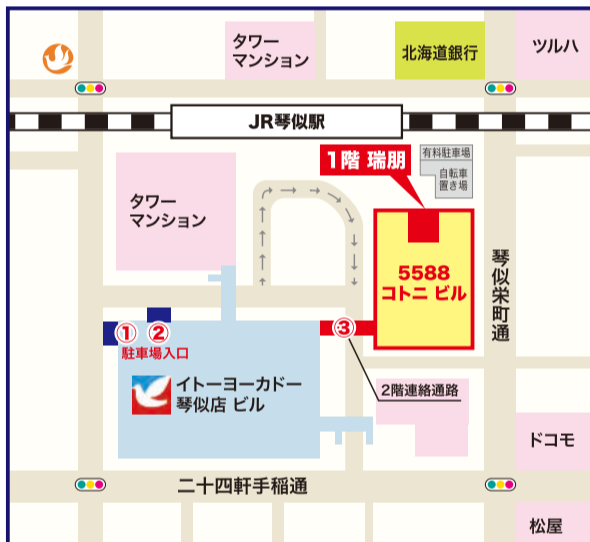 タワー
マンション
北海道銀行
ツルハ
JR琴似駅
1階 瑞朋
有料駐車場
自転車
置き場
タワー
マンション
5588
コトニ ビル
琴似栄町通
①
②
③
駐車場入口
イトーヨーカドー
琴似店 ビル
2階連絡通路
ドコモ
二十四軒手稲通
松屋